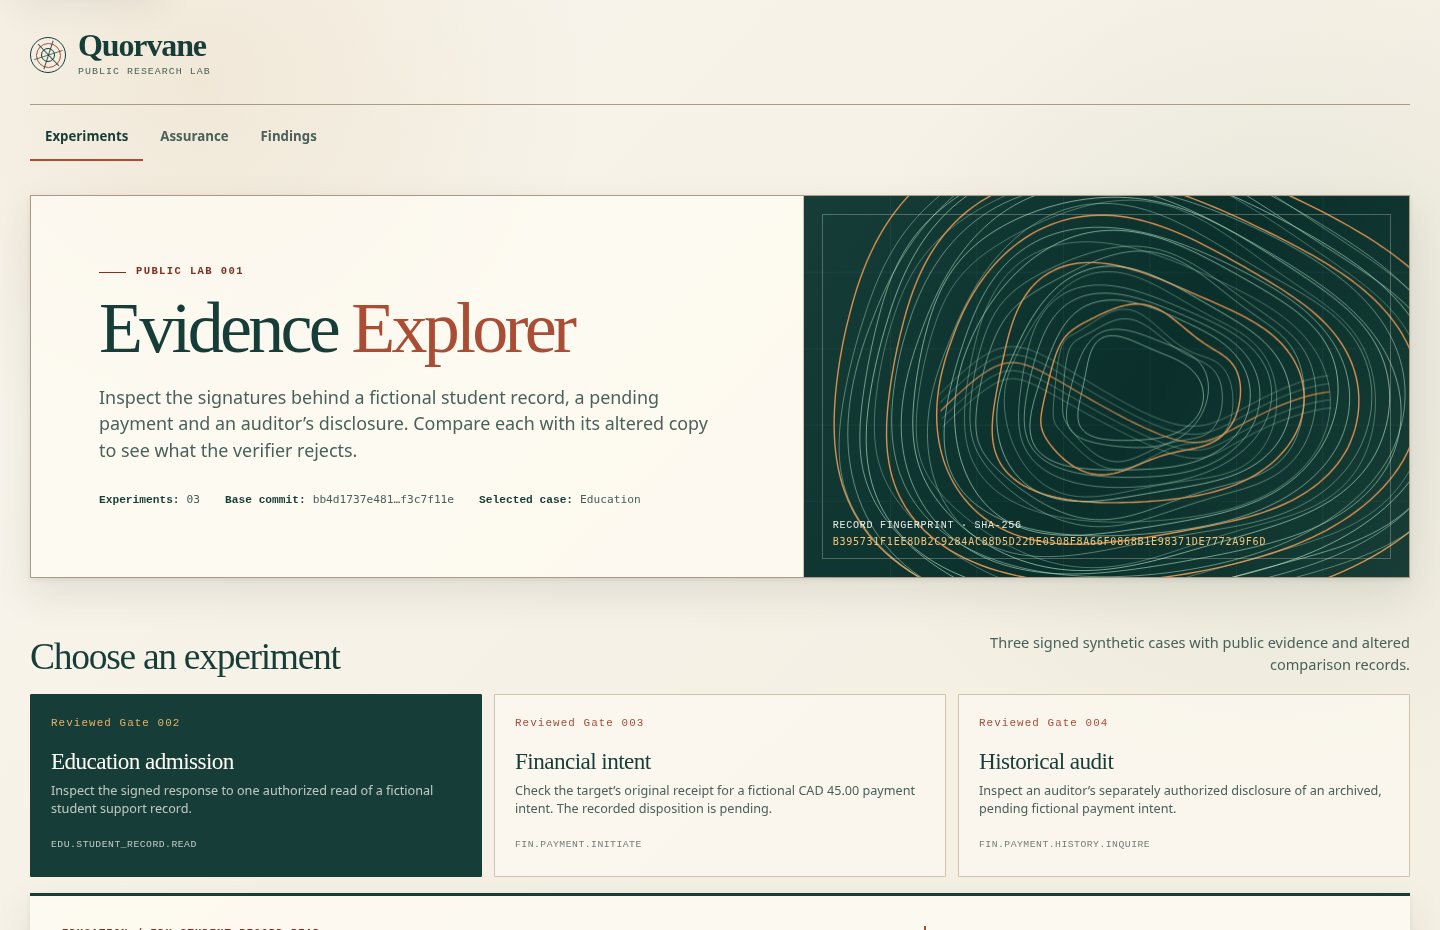 Quorvane
PUBLIC RESEARCH LAB
Experiments
Assurance
Findings
PUBLIC LAB 001
Evidence Explorer
Inspect the signatures behind a fictional student record, a pending
payment and an auditor’s disclosure. Compare each with its altered copy
to see what the verifier rejects.
Experiments: 03
Base commit: bb4d1737e481…f3c7f11e
Selected case: Education
RECORD FINGERPRINT · SHA-256
Choose an experiment
Three signed synthetic cases with public evidence and altered
comparison records.
Reviewed Gate 002
Education admission
Inspect the signed response to one authorized read of a fictional
student support record.
EDU.STUDENT_RECORD.READ
Reviewed Gate 003
Financial intent
Check the target’s original receipt for a fictional CAD 45.00 payment
intent. The recorded disposition is pending.
FIN.PAYMENT.INITIATE
Reviewed Gate 004
Historical audit
Inspect an auditor’s separately authorized disclosure of an archived,
pending fictional payment intent.
FIN.PAYMENT.HISTORY.INQUIRE